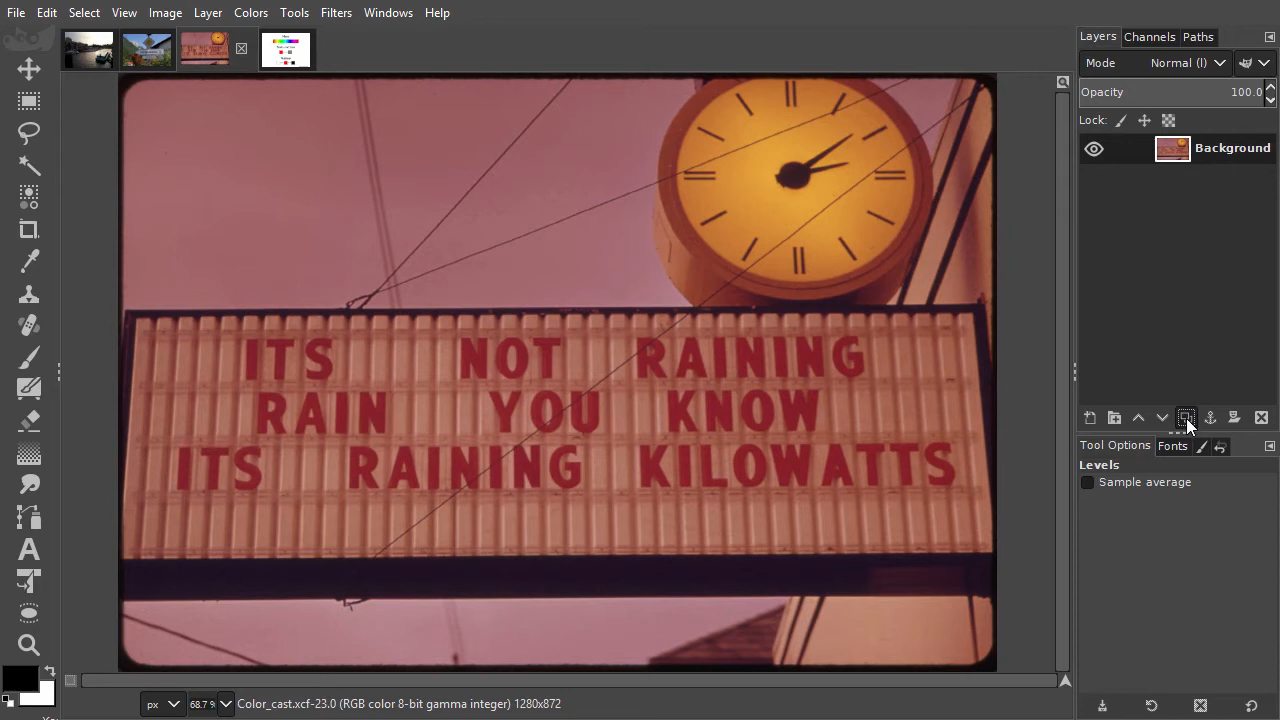 File Edit Select View Image Layer Colors Tools Filters Windows Help
Layers Channels Paths
Mode Normal (l)
Opacity 100.0
Lock:
Background
ITS NOT RAINING
RAIN YOU KNOW
ITS RAINING KILOWATTS
Tool Options Fonts
Levels
Sample average
px 68.7 % Color_cast.xcf-23.0 (RGB color 8-bit gamma integer) 1280x872